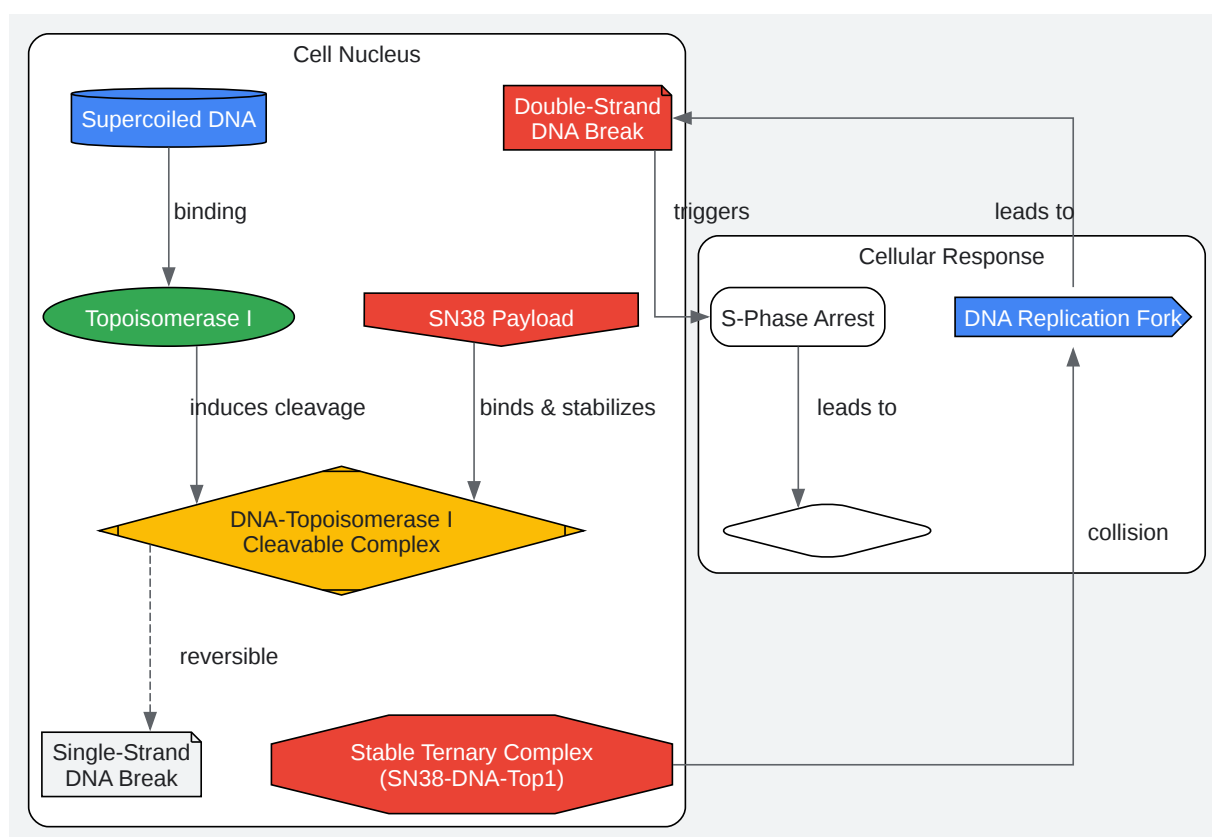 Cell Nucleus
Supercoiled DNA
Double-Strand
DNA Break
binding
triggers
leads to
Cellular Response
Topoisomerase I
SN38 Payload
S-Phase Arrest
DNA Replication Fork
induces cleavage
binds & stabilizes
leads to
DNA-Topoisomerase I
Cleavable Complex
collision
reversible
Single-Strand
DNA Break
Stable Ternary Complex
(SN38-DNA-Top1)